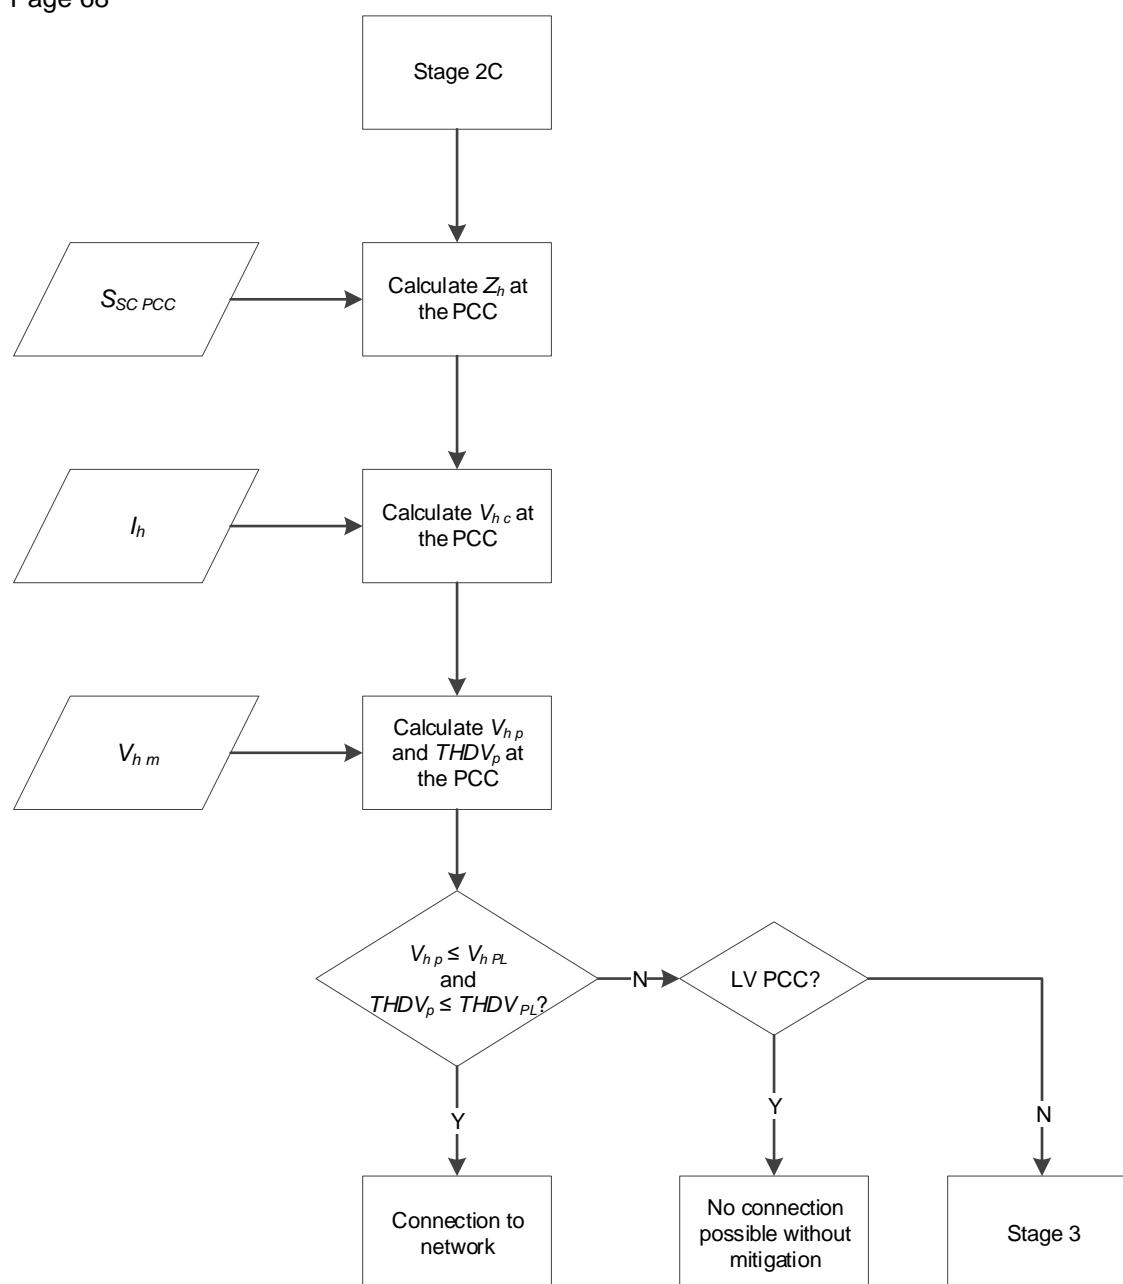 Page 68
Stage 2C
S_SC PCC
Calculate Z_h at
the PCC
I_h
Calculate V_h c at
the PCC
V_h m
Calculate V_h p
and THDV_p at
the PCC
V_h p ≤ V_h PL
and
THDV_p ≤ THDV_PL?
N
LV PCC?
Y
Y
N
Connection to
network
No connection
possible without
mitigation
Stage 3